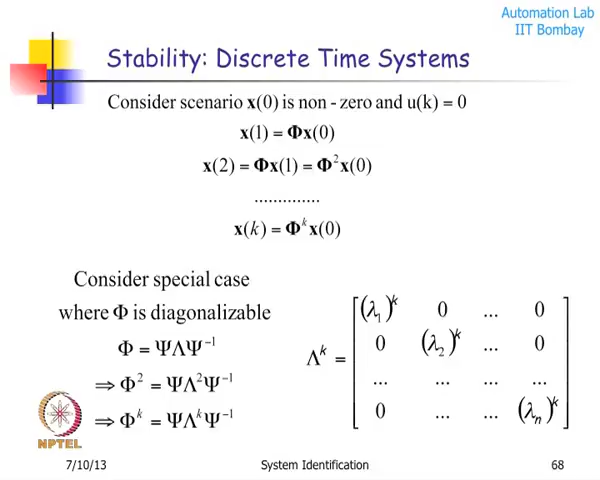 Automation Lab
IIT Bombay
Stability: Discrete Time Systems
Consider scenario x(0) is non - zero and u(k) = 0
x(1) = Φx(0)
x(2) = Φx(1) = Φ²x(0)
..............
x(k) = Φᵏx(0)
Consider special case
where Φ is diagonalizable
Φ = ΨΛΨ⁻¹
⇒ Φ² = ΨΛ²Ψ⁻¹
⇒ Φᵏ = ΨΛᵏΨ⁻¹
Λᵏ =
(λ₁)ᵏ 0 ... 0
0 (λ₂)ᵏ ... 0
... ... ... ...
0 ... ... (λₙ)ᵏ
NPTEL
7/10/13 System Identification 68